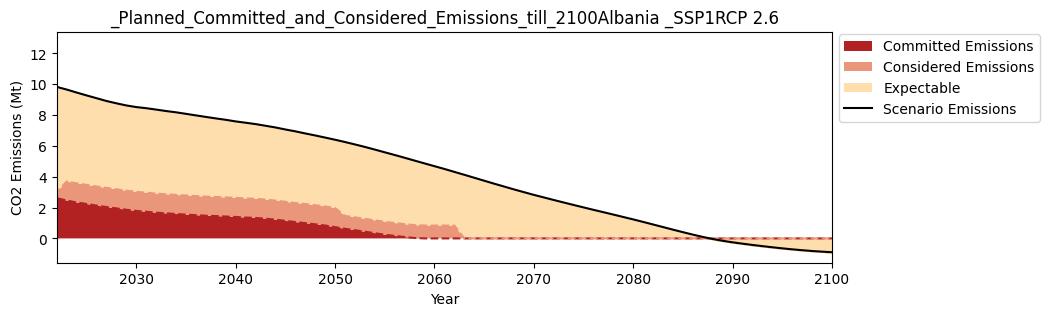 _Planned_Committed_and_Considered_Emissions_till_2100Albania _SSP1RCP 2.6
12
10
8
6
4
2
0
CO2 Emissions (Mt)
2030 2040 2050 2060 2070 2080 2090 2100
Year
Committed Emissions
Considered Emissions
Expectable
Scenario Emissions